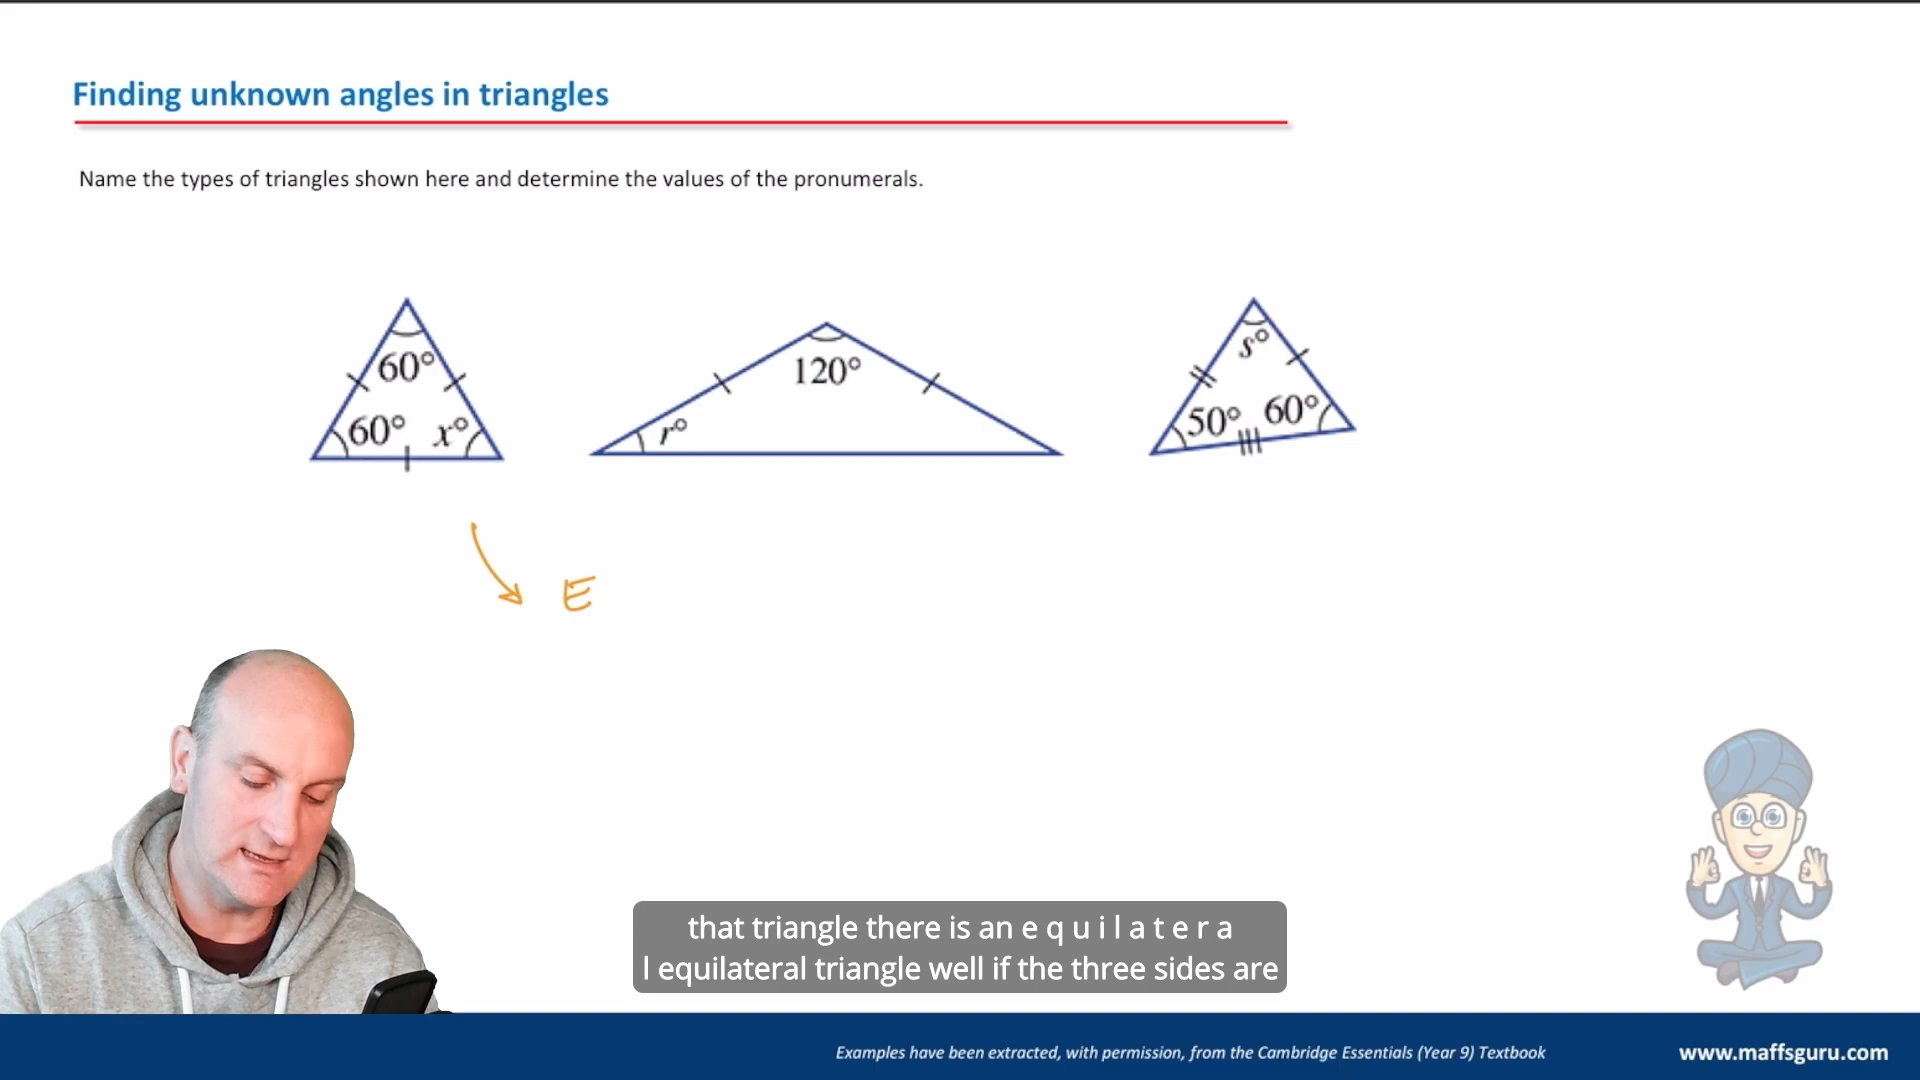 Finding unknown angles in triangles
Name the types of triangles shown here and determine the values of the pronumerals.
60°
60° x°
120°
r°
s°
50° 60°
E
that triangle there is an e q u i l a t e r a
l equilateral triangle well if the three sides are
Examples have been extracted, with permission, from the Cambridge Essentials (Year 9) Textbook
www.maffsguru.com